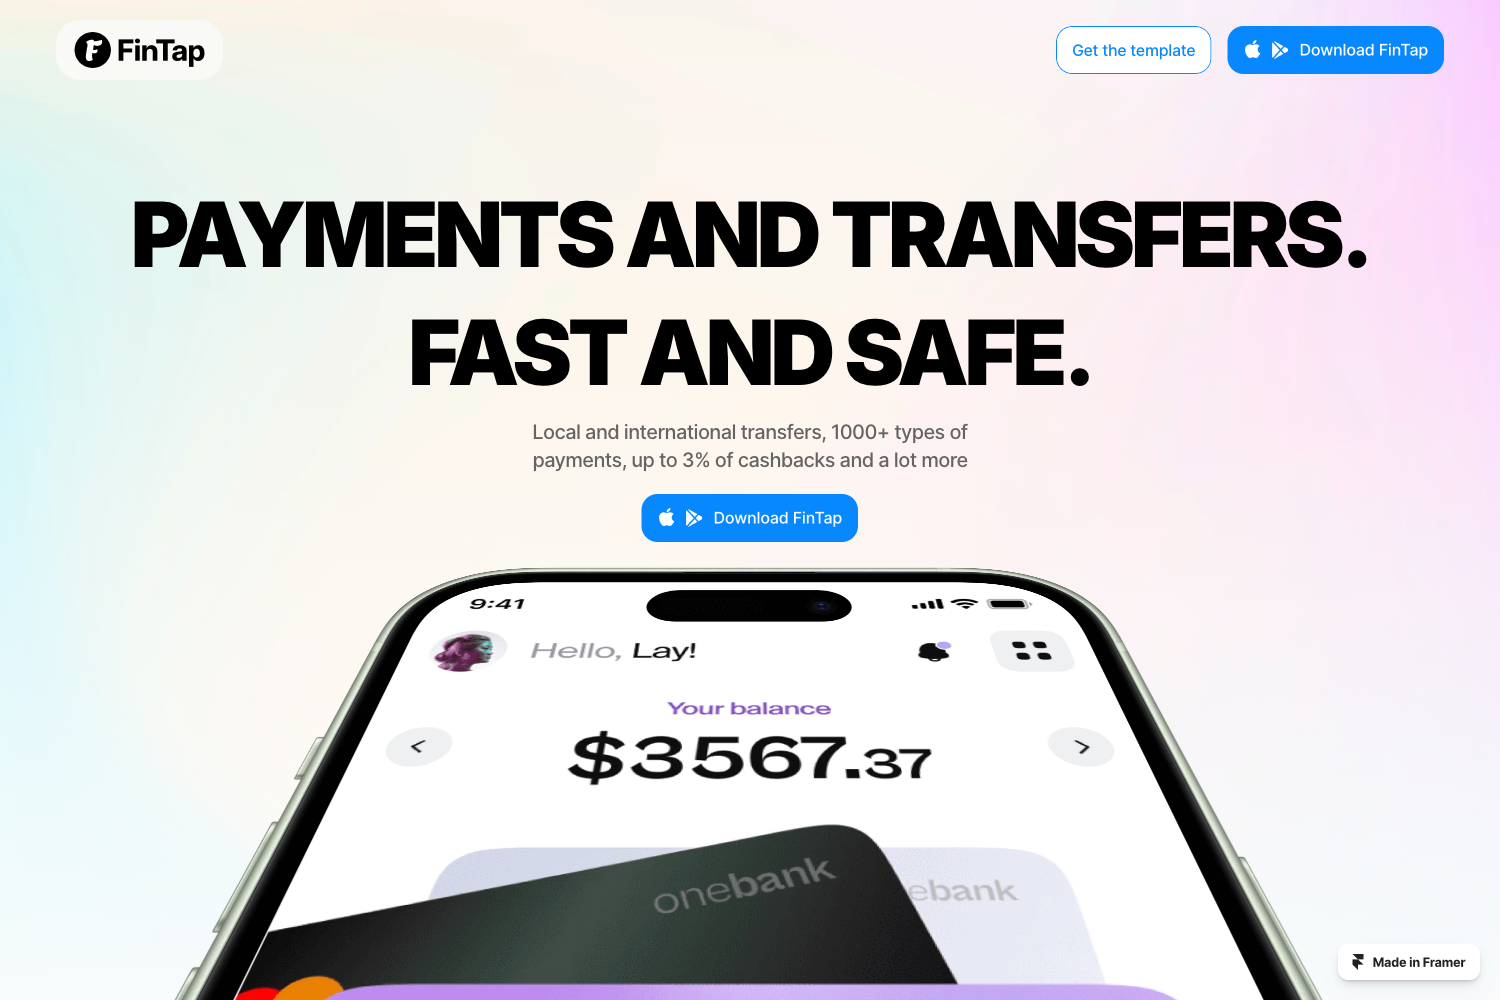 FinTap
Get the template
Download FinTap
PAYMENTS AND TRANSFERS.
FAST AND SAFE.
Local and international transfers, 1000+ types of
payments, up to 3% of cashbacks and a lot more
Download FinTap
9:41
Hello, Lay!
Your balance
$3567.37
onebank
ebank
Made in Framer